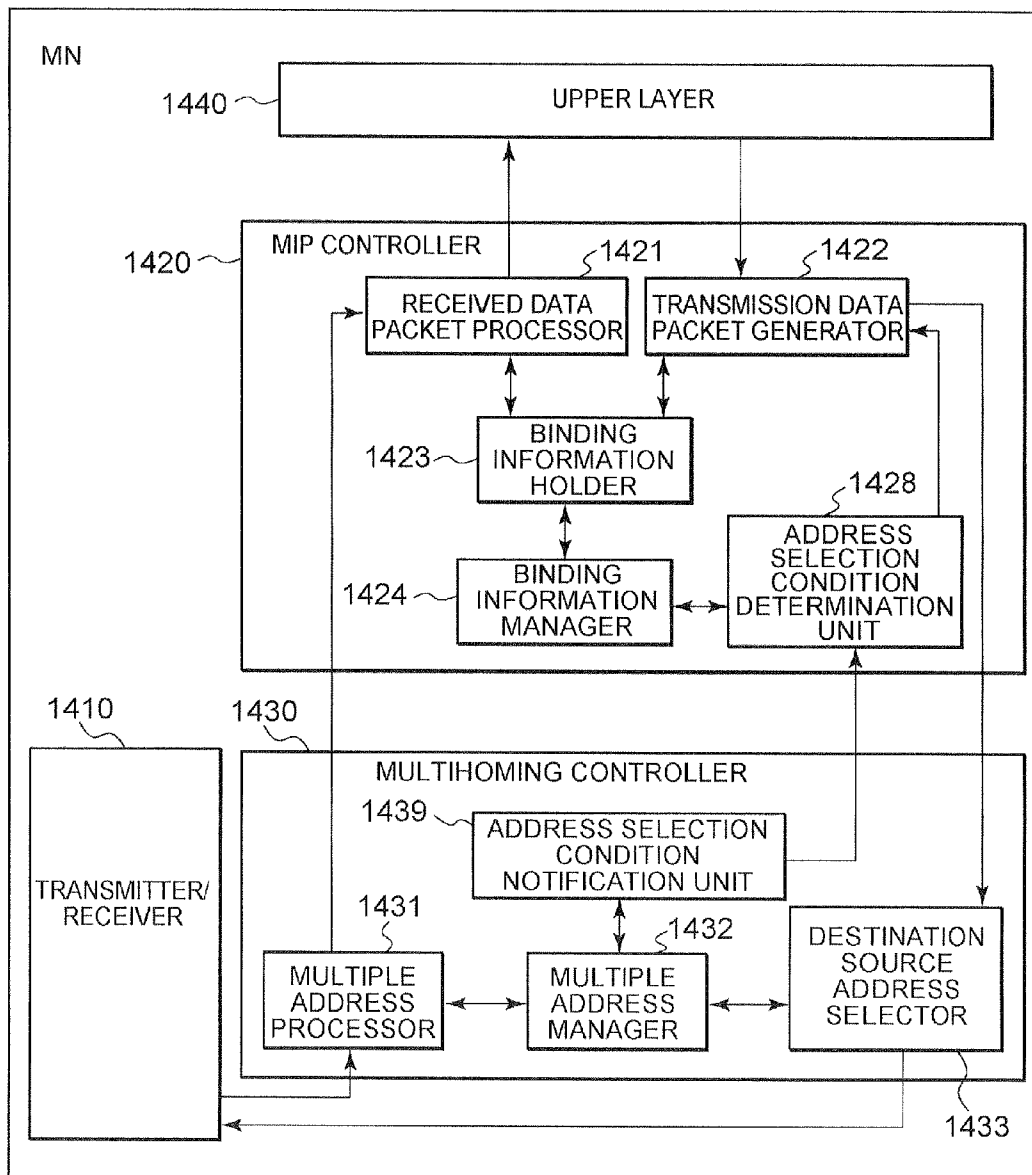 MN
1440
UPPER LAYER
1420
MIP CONTROLLER
1421
1422
RECEIVED DATA
PACKET PROCESSOR
TRANSMISSION DATA
PACKET GENERATOR
1423
BINDING
INFORMATION
HOLDER
1428
ADDRESS
SELECTION
CONDITION
DETERMINATION
UNIT
1424
BINDING
INFORMATION
MANAGER
1410
TRANSMITTER/
RECEIVER
1430
MULTIHOMING CONTROLLER
1439
ADDRESS SELECTION
CONDITION
NOTIFICATION UNIT
1431
MULTIPLE
ADDRESS
PROCESSOR
1432
MULTIPLE
ADDRESS
MANAGER
DESTINATION
SOURCE
ADDRESS
SELECTOR
1433